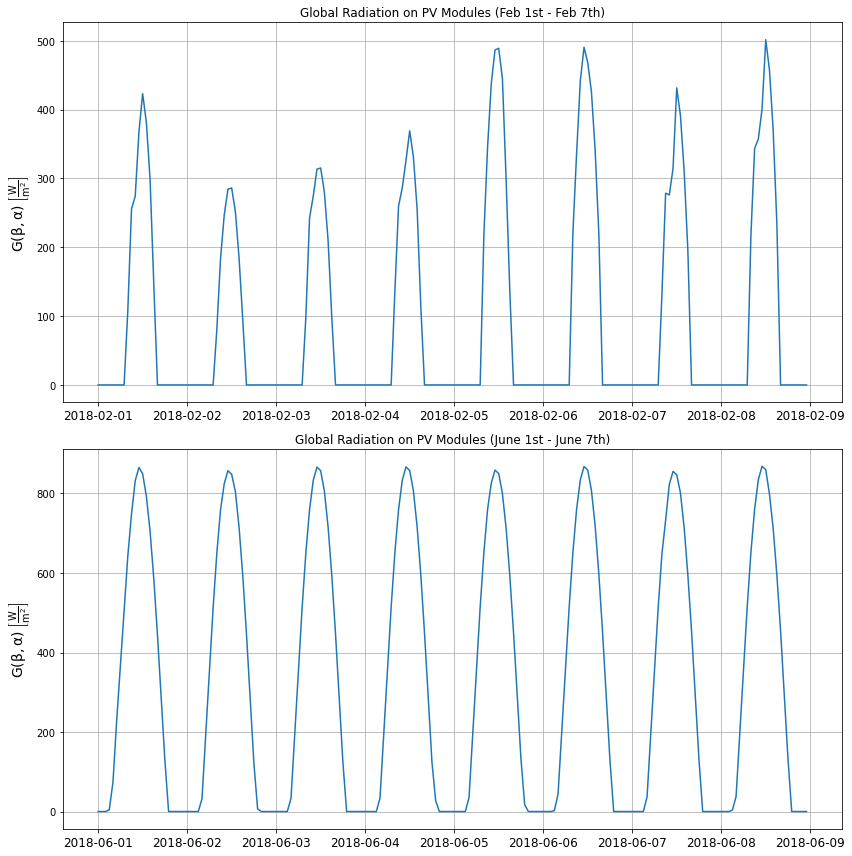 Global Radiation on PV Modules (Feb 1st - Feb 7th)
G(β, α) [W/m²]
500
400
300
200
100
0
2018-02-01 2018-02-02 2018-02-03 2018-02-04 2018-02-05 2018-02-06 2018-02-07 2018-02-08 2018-02-09
Global Radiation on PV Modules (June 1st - June 7th)
G(β, α) [W/m²]
800
600
400
200
0
2018-06-01 2018-06-02 2018-06-03 2018-06-04 2018-06-05 2018-06-06 2018-06-07 2018-06-08 2018-06-09